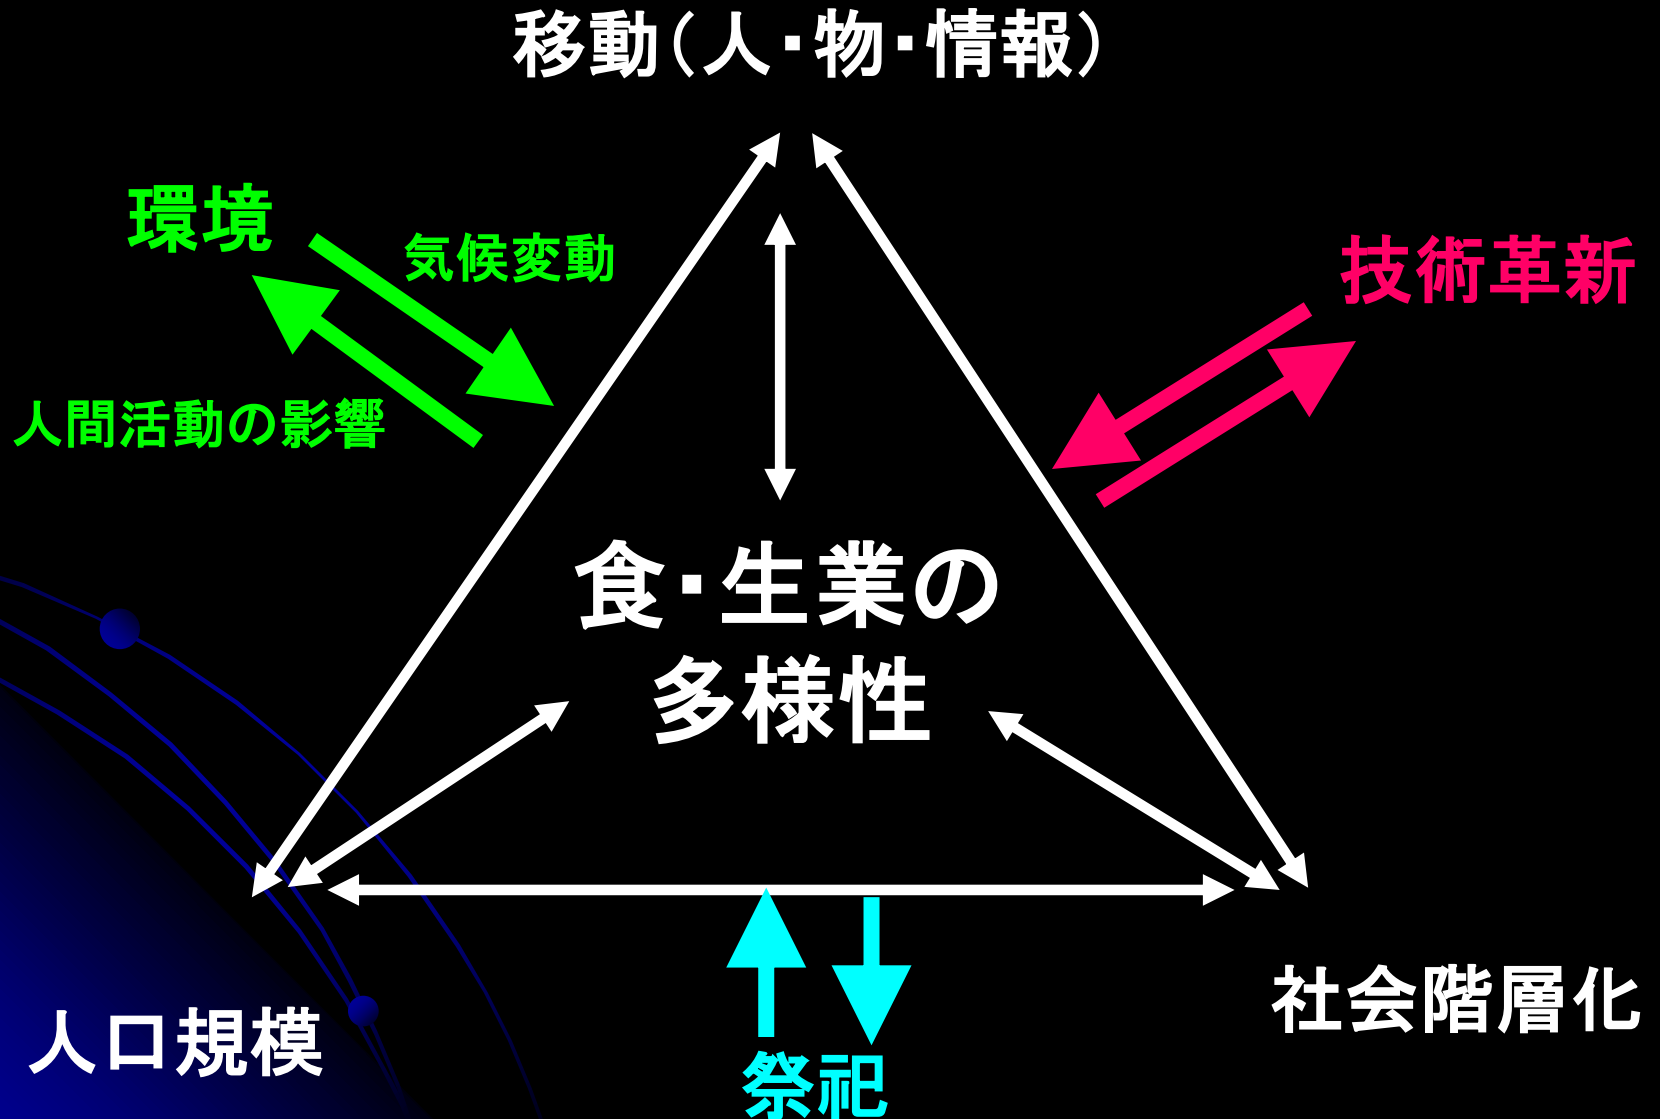 移動（人・物・情報）
環境
気候変動
技術革新
人間活動の影響
食・生業の
多様性
社会階層化
人口規模
祭祀